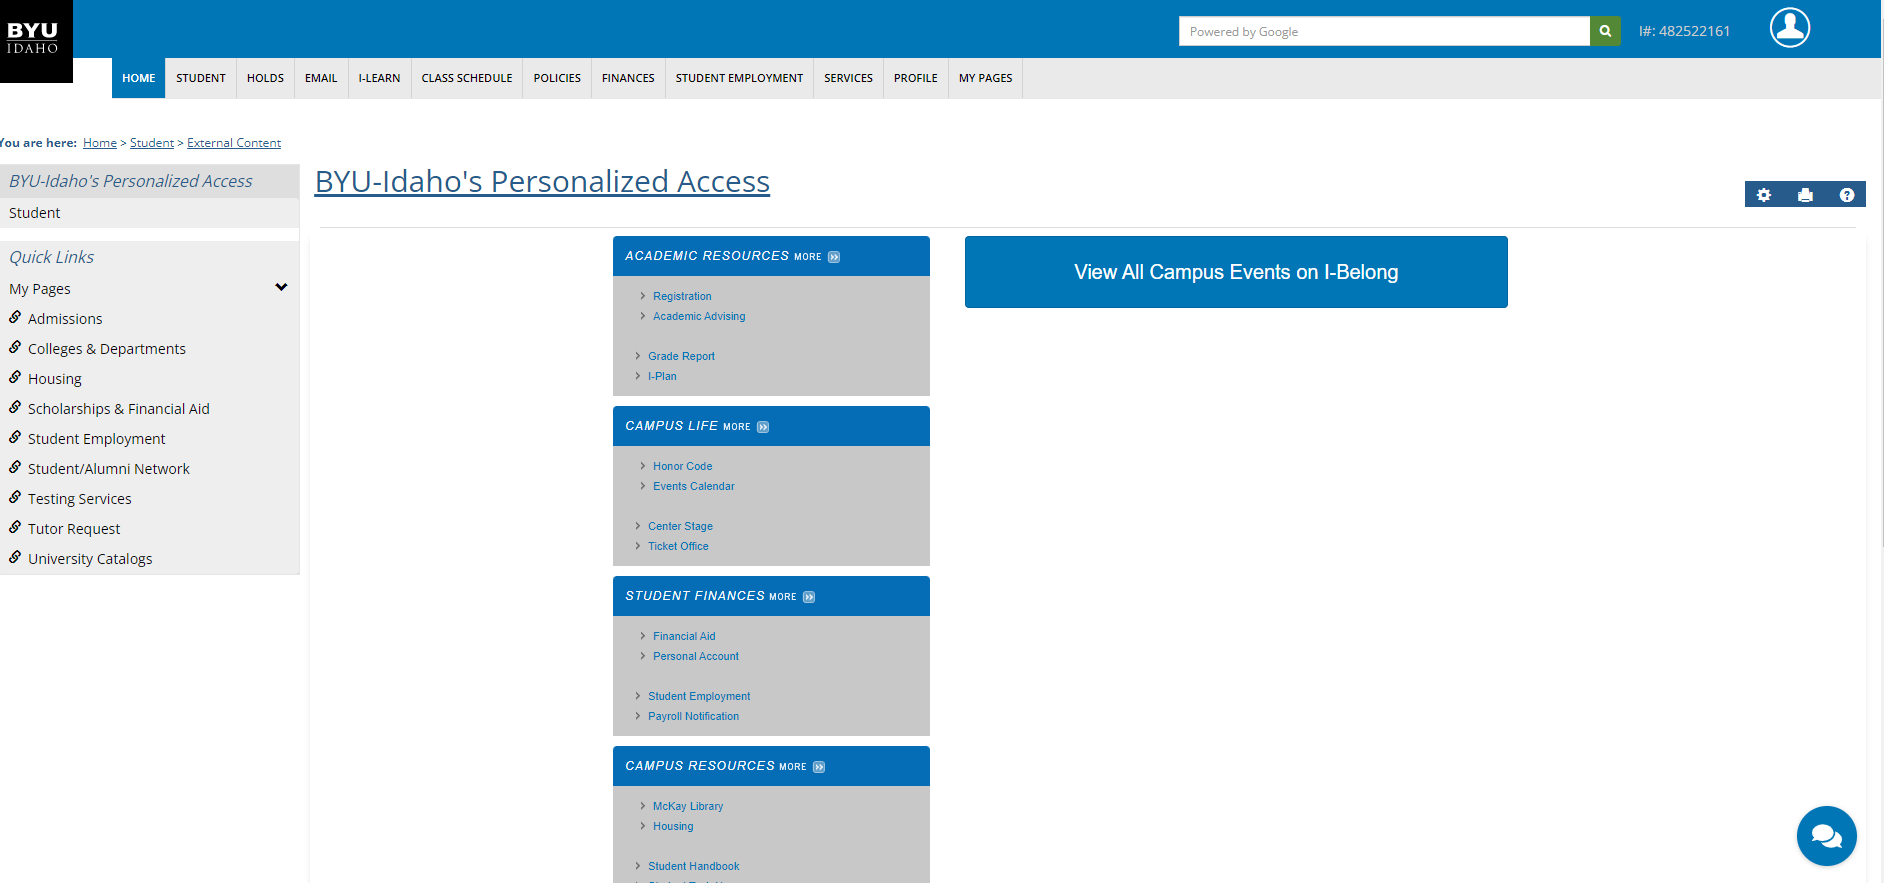 BYU
IDAHO
Powered by Google
I#: 482522161
HOME STUDENT HOLDS EMAIL I-LEARN CLASS SCHEDULE POLICIES FINANCES STUDENT EMPLOYMENT SERVICES PROFILE MY PAGES
You are here: Home > Student > External Content
BYU-Idaho's Personalized Access
Student
Quick Links
My Pages
Admissions
Colleges & Departments
Housing
Scholarships & Financial Aid
Student Employment
Student/Alumni Network
Testing Services
Tutor Request
University Catalogs
BYU-Idaho's Personalized Access
ACADEMIC RESOURCES MORE
Registration
Academic Advising
Grade Report
I-Plan
CAMPUS LIFE MORE
Honor Code
Events Calendar
Center Stage
Ticket Office
STUDENT FINANCES MORE
Financial Aid
Personal Account
Student Employment
Payroll Notification
CAMPUS RESOURCES MORE
McKay Library
Housing
Student Handbook
View All Campus Events on I-Belong